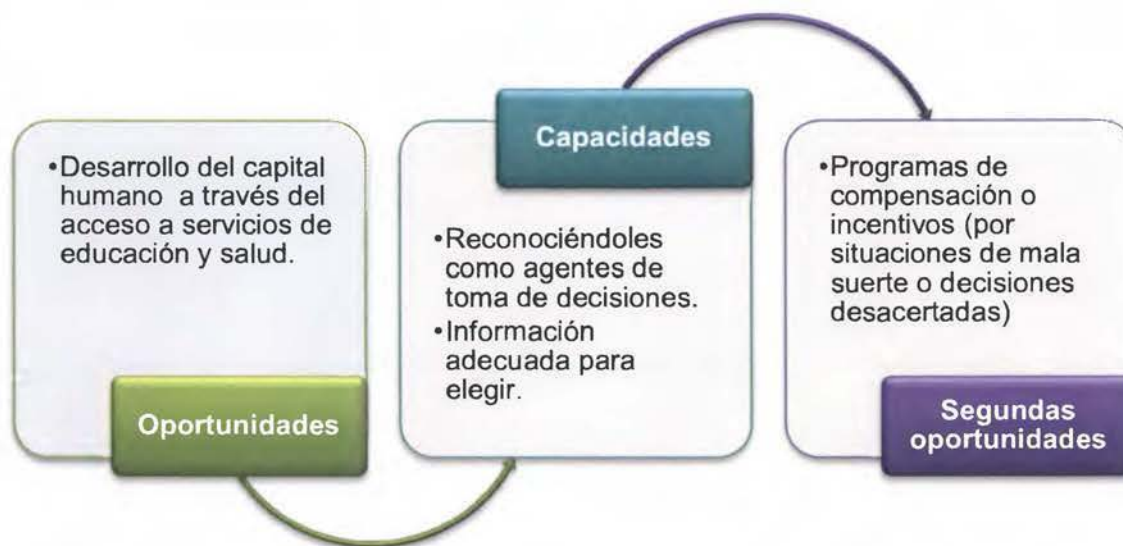 •Desarrollo del capital
humano a través del
acceso a servicios de
educación y salud.
Oportunidades
Capacidades
•Reconociéndoles
como agentes de
toma de decisiones.
•Información
adecuada para
elegir.
•Programas de
compensación o
incentivos (por
situaciones de mala
suerte o decisiones
desacertadas)
Segundas
oportunidades